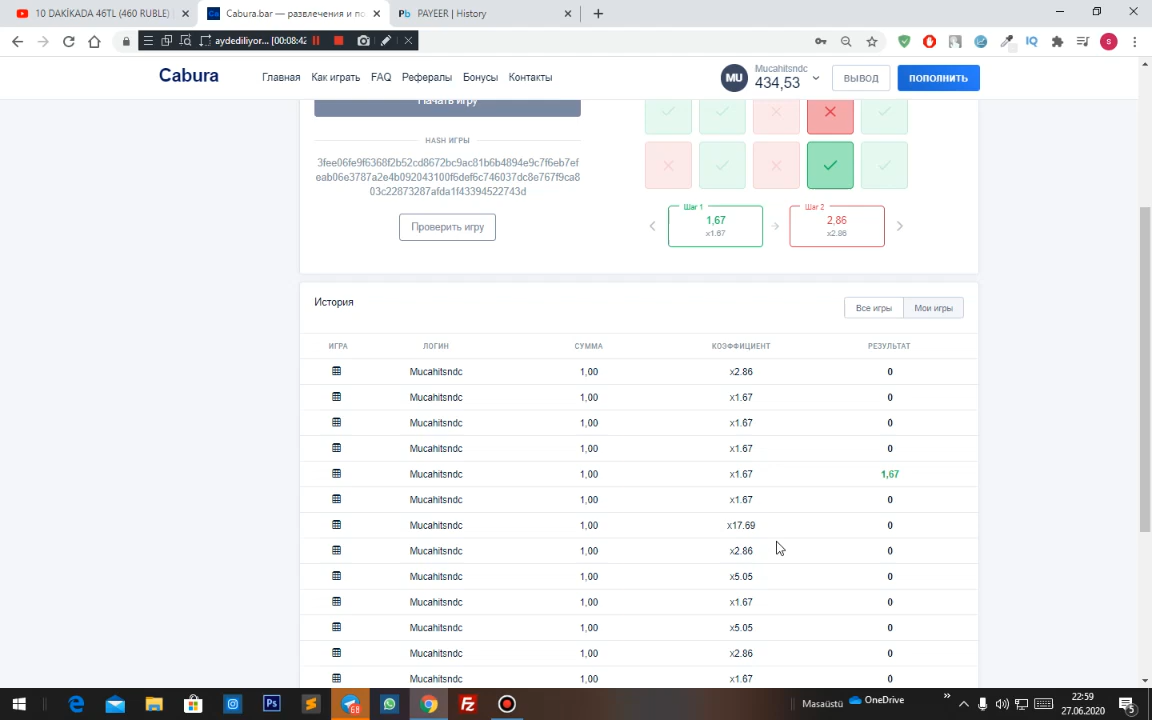 10 DAKİKADA 46TL (460 RUBLE)
Cabura.bar — развлечения и по
PAYEER | History
aydediliyor... [00:08:42
Cabura
Главная
Как играть
FAQ
Рефералы
Бонусы
Контакты
MU
Mucahitsndc
434,53
ВЫВОД
ПОПОЛНИТЬ
Начать игру
HASH ИГРЫ
3fee06fe9f6368f2b52cd8672bc9ac81b6b4894e9c7f6eb7ef
eab06e3787a2e4b092043100f6def6c746037dc8e767f9ca8
03c22873287afda1f43394522743d
Проверить игру
Шаг 1
1,67
x1.67
Шаг 2
2,86
x2.86
История
Все игры
Мои игры
ИГРА ЛОГИН СУММА КОЭФФИЦИЕНТ РЕЗУЛЬТАТ
Mucahitsndc 1,00 x2.86 0
Mucahitsndc 1,00 x1.67 0
Mucahitsndc 1,00 x1.67 0
Mucahitsndc 1,00 x1.67 0
Mucahitsndc 1,00 x1.67 1,67
Mucahitsndc 1,00 x1.67 0
Mucahitsndc 1,00 x17.69 0
Mucahitsndc 1,00 x2.86 0
Mucahitsndc 1,00 x5.05 0
Mucahitsndc 1,00 x1.67 0
Mucahitsndc 1,00 x5.05 0
Mucahitsndc 1,00 x2.86 0
Mucahitsndc 1,00 x1.67 0
Masaüstü
OneDrive
22:59
27.06.2020